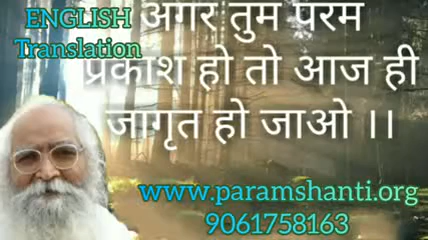 ENGLISH
Translation
अगर तुम परम
प्रकाश हो तो आज ही
जागृत हो जाओ ।।
www.paramshanti.org
9061758163